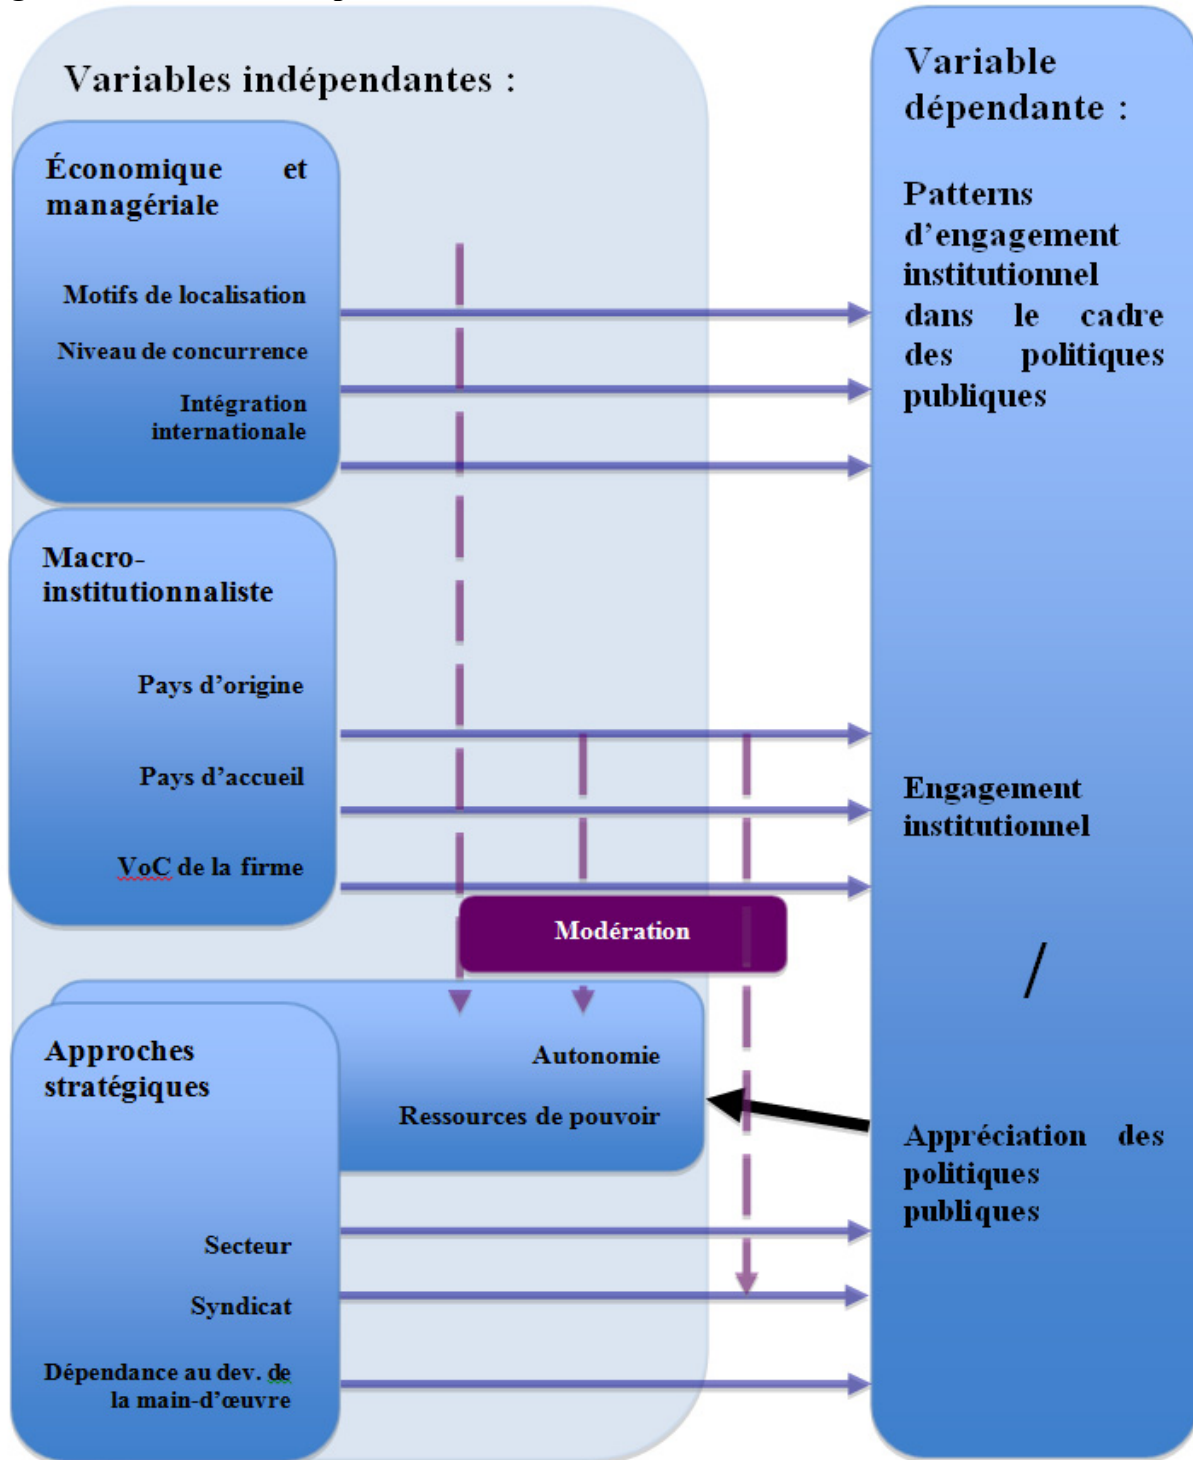 Variables indépendantes :
Économique et
managériale
Motifs de localisation
Niveau de concurrence
Intégration
internationale
Macro-
institutionnaliste
Pays d’origine
Pays d’accueil
VoC de la firme
Modération
Approches
stratégiques
Autonomie
Ressources de pouvoir
Secteur
Syndicat
Dépendance au dev. de
la main-d’œuvre
Variable
dépendante :
Patterns
d’engagement
institutionnel
dans le cadre
des politiques
publiques
Engagement
institutionnel
/
Appréciation des
politiques
publiques